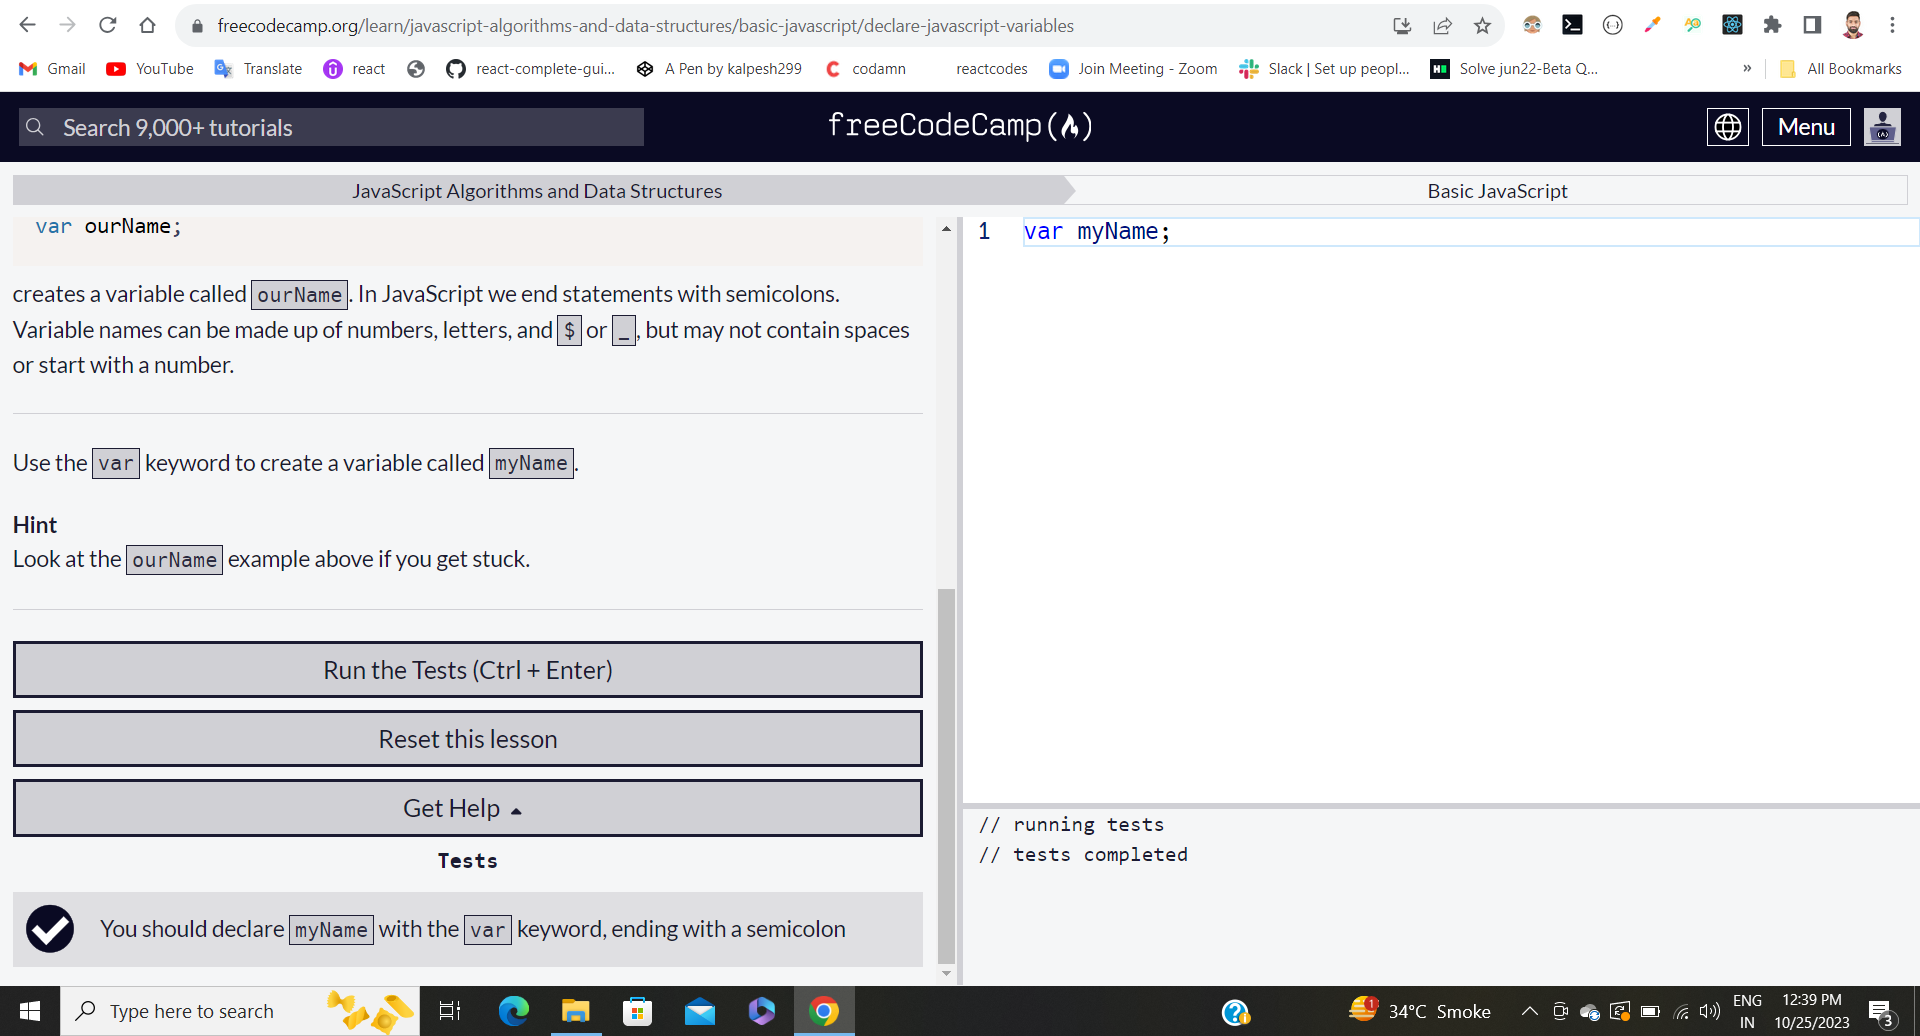 freecodecamp.org/learn/javascript-algorithms-and-data-structures/basic-javascript/declare-javascript-variables
Gmail YouTube Translate react react-complete-gui... A Pen by kalpesh299 codamn reactcodes Join Meeting - Zoom Slack | Set up peopl... Solve jun22-Beta Q... » All Bookmarks
Search 9,000+ tutorials
freeCodeCamp
Menu
JavaScript Algorithms and Data Structures
Basic JavaScript
var ourName;
creates a variable called ourName. In JavaScript we end statements with semicolons.
Variable names can be made up of numbers, letters, and $ or _, but may not contain spaces
or start with a number.
Use the var keyword to create a variable called myName.
Hint
Look at the ourName example above if you get stuck.
Run the Tests (Ctrl + Enter)
Reset this lesson
Get Help
Tests
You should declare myName with the var keyword, ending with a semicolon
1 var myName;
// running tests
// tests completed
Type here to search
1
34°C Smoke
ENG
IN
12:39 PM
10/25/2023
3